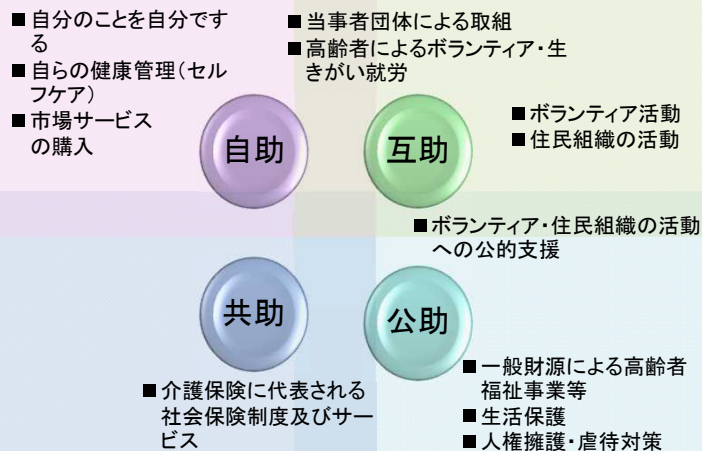 ■自分のことを自分です
る
■自らの健康管理(セル
フケア)
■市場サービス
の購入
■当事者団体による取組
■高齢者によるボランティア・生
きがい就労
自助
互助
■ボランティア活動
■住民組織の活動
■ボランティア・住民組織の活動
への公的支援
共助
公助
■介護保険に代表される
社会保険制度及びサー
ビス
■一般財源による高齢者
福祉事業等
■生活保護
■人権擁護・虐待対策